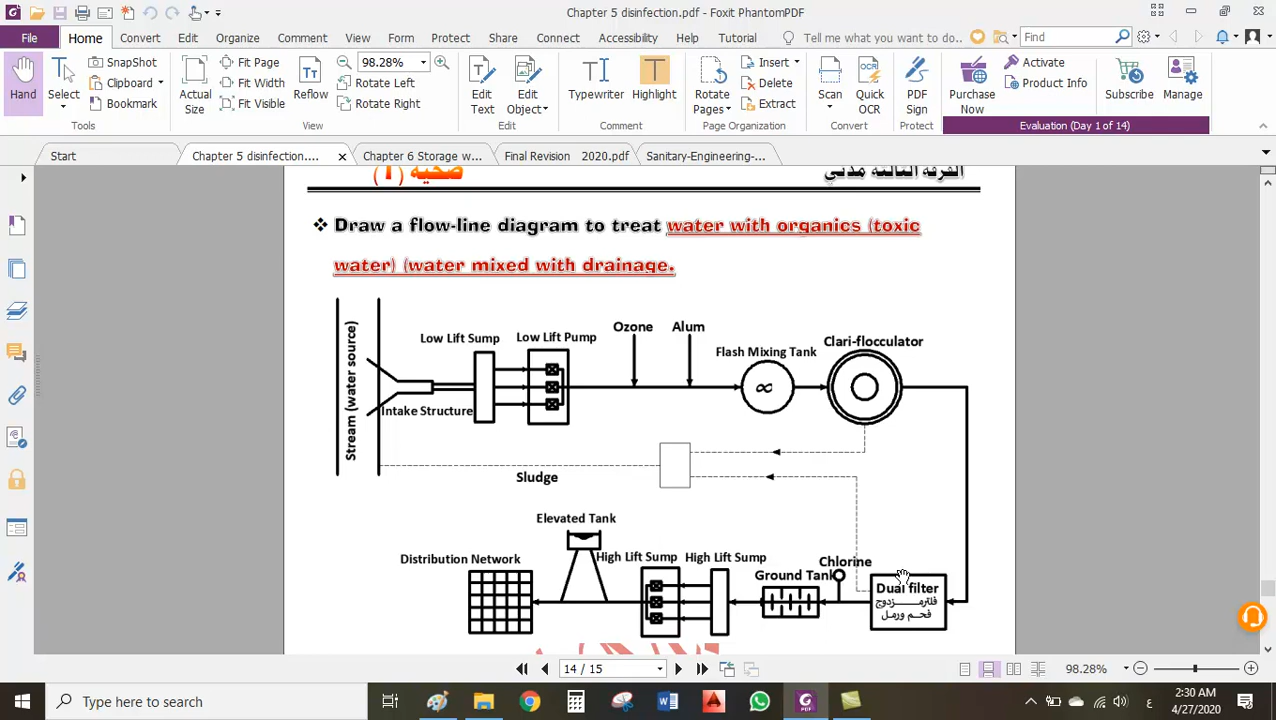 Chapter 5 disinfection.pdf - Foxit PhantomPDF
File Home Convert Edit Organize Comment View Form Protect Share Connect Accessibility Help Tutorial Tell me what you want to do.. Find
Hand
Select
SnapShot
Clipboard
Bookmark
Tools
Actual Size
Fit Page
Fit Width
Fit Visible
Reflow
98.28%
Rotate Left
Rotate Right
View
Edit Text
Edit Object
Edit
Typewriter
Highlight
Comment
Rotate Pages
Insert
Delete
Extract
Page Organization
Scan
Quick OCR
Convert
PDF Sign
Protect
Purchase Now
Activate
Product Info
Subscribe
Manage
Evaluation (Day 1 of 14)
Start
Chapter 5 disinfection....
Chapter 6 Storage w...
Final Revision 2020.pdf
Sanitary-Engineering-...
الفرقة الثالثة مدني
صحية (1)
❖ Draw a flow-line diagram to treat water with organics (toxic
water) (water mixed with drainage.
Stream (water source)
Intake Structure
Low Lift Sump
Low Lift Pump
Ozone
Alum
Flash Mixing Tank
∞
Clari-flocculator
Sludge
Elevated Tank
Distribution Network
High Lift Sump
High Lift Sump
Ground Tank
Chlorine
Dual filter
فلتر مـــزدوج
فحم ورمل
14 / 15
98.28%
Type here to search
ع
2:30 AM
4/27/2020